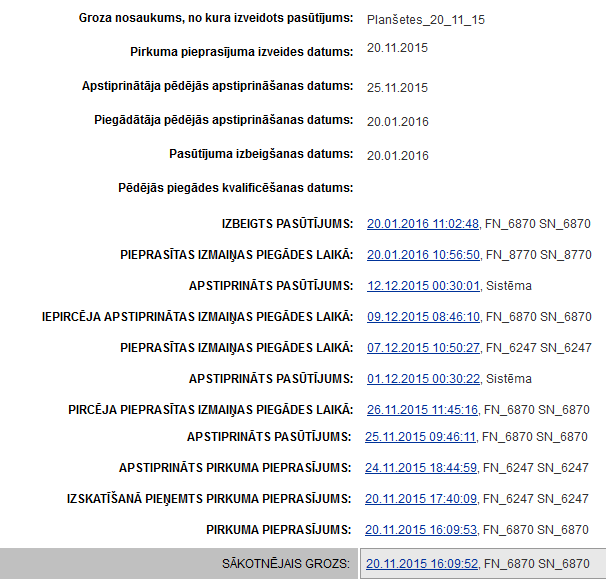 Groza nosaukums, no kura izveidots pasūtījums: Planšetes_20_11_15
Pirkuma pieprasījuma izveides datums: 20.11.2015
Apstiprinātāja pēdējās apstiprināšanas datums: 25.11.2015
Piegādātāja pēdējās apstiprināšanas datums: 20.01.2016
Pasūtījuma izbeigšanas datums: 20.01.2016
Pēdējās piegādes kvalificēšanas datums:
IZBEIGTS PASŪTĪJUMS: 20.01.2016 11:02:48, FN_6870 SN_6870
PIEPRASĪTAS IZMAIŅAS PIEGĀDES LAIKĀ: 20.01.2016 10:56:50, FN_8770 SN_8770
APSTIPRINĀTS PASŪTĪJUMS: 12.12.2015 00:30:01, Sistēma
IEPIRCĒJA APSTIPRINĀTAS IZMAIŅAS PIEGĀDES LAIKĀ: 09.12.2015 08:46:10, FN_6870 SN_6870
PIEPRASĪTAS IZMAIŅAS PIEGĀDES LAIKĀ: 07.12.2015 10:50:27, FN_6247 SN_6247
APSTIPRINĀTS PASŪTĪJUMS: 01.12.2015 00:30:22, Sistēma
PIRCĒJA PIEPRASĪTAS IZMAIŅAS PIEGĀDES LAIKĀ: 26.11.2015 11:45:16, FN_6870 SN_6870
APSTIPRINĀTS PASŪTĪJUMS: 25.11.2015 09:46:11, FN_6870 SN_6870
APSTIPRINĀTS PIRKUMA PIEPRASĪJUMS: 24.11.2015 18:44:59, FN_6247 SN_6247
IZSKATĪŠANĀ PIEŅEMTS PIRKUMA PIEPRASĪJUMS: 20.11.2015 17:40:09, FN_6247 SN_6247
PIRKUMA PIEPRASĪJUMS: 20.11.2015 16:09:53, FN_6870 SN_6870
SĀKOTNĒJAIS GROZS: 20.11.2015 16:09:52, FN_6870 SN_6870